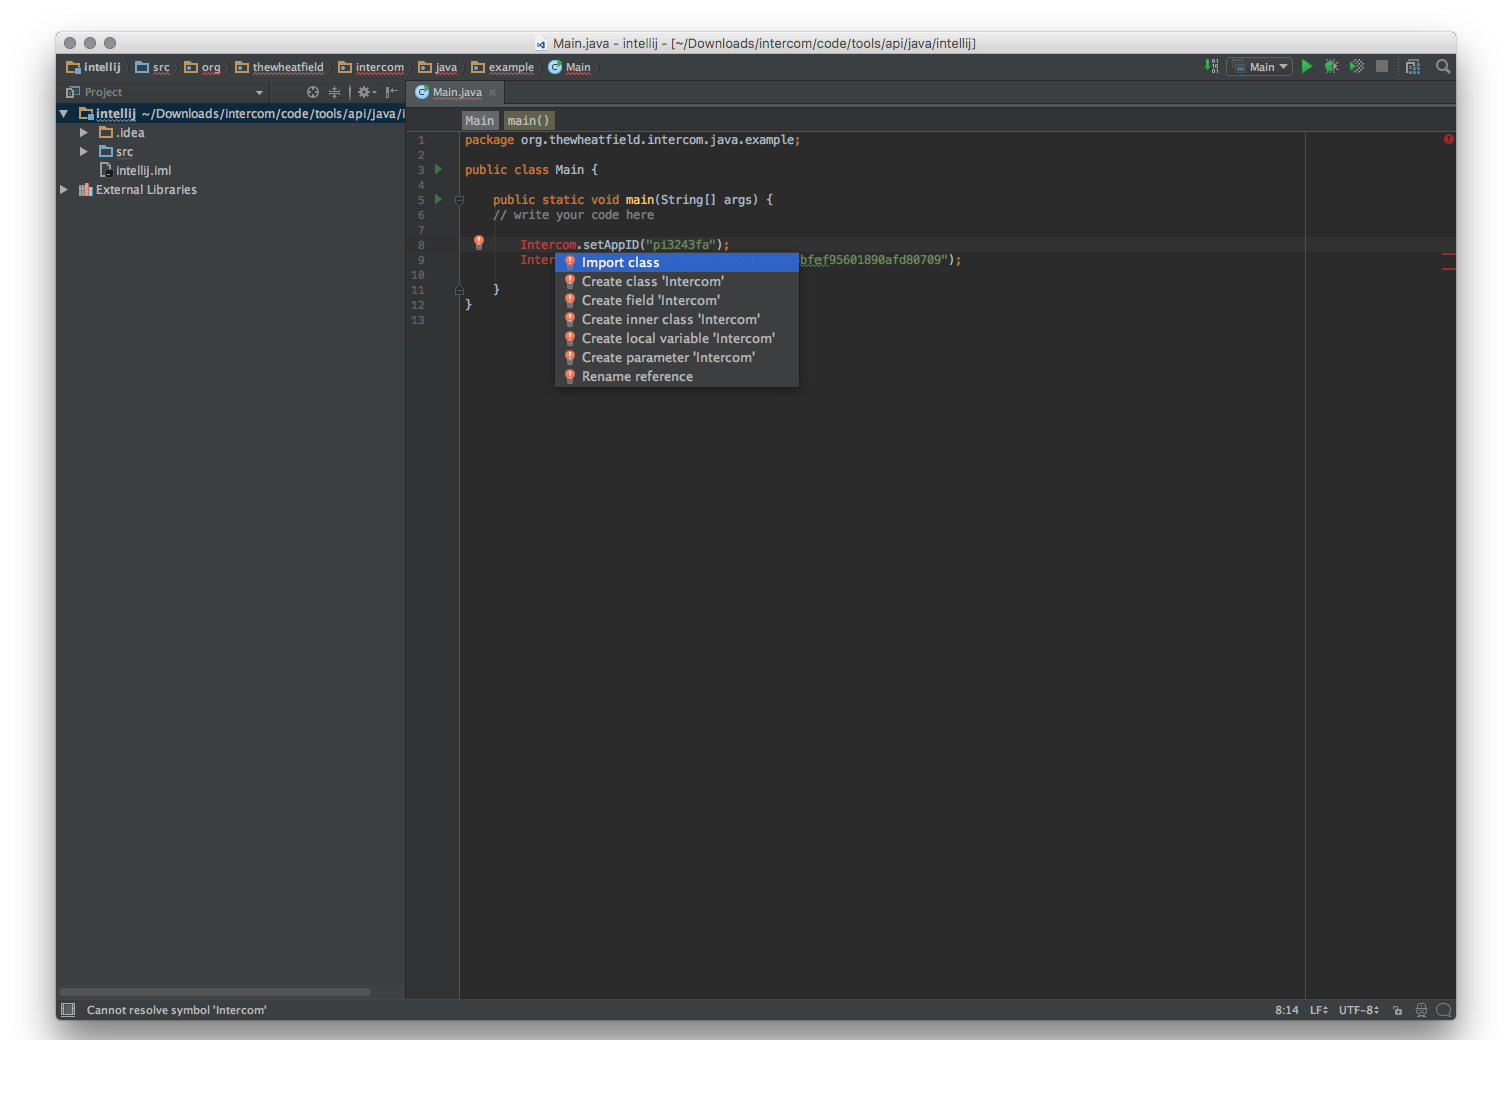 Main.java - intellij - [~/Downloads/intercom/code/tools/api/java/intellij]
intellij src org thewheatfield intercom java example Main Main
Project
Main.java
intellij ~/Downloads/intercom/code/tools/api/java/i
.idea
src
intellij.iml
External Libraries
Main main()
1 package org.thewheatfield.intercom.java.example;
2
3 public class Main {
4
5 public static void main(String[] args) {
6 // write your code here
7
8 Intercom.setAppID("pi3243fa");
9 Inter bfef95601890afd80709");
10
11 }
12 }
13
Import class
Create class 'Intercom'
Create field 'Intercom'
Create inner class 'Intercom'
Create local variable 'Intercom'
Create parameter 'Intercom'
Rename reference
Cannot resolve symbol 'Intercom'
8:14 LF UTF-8